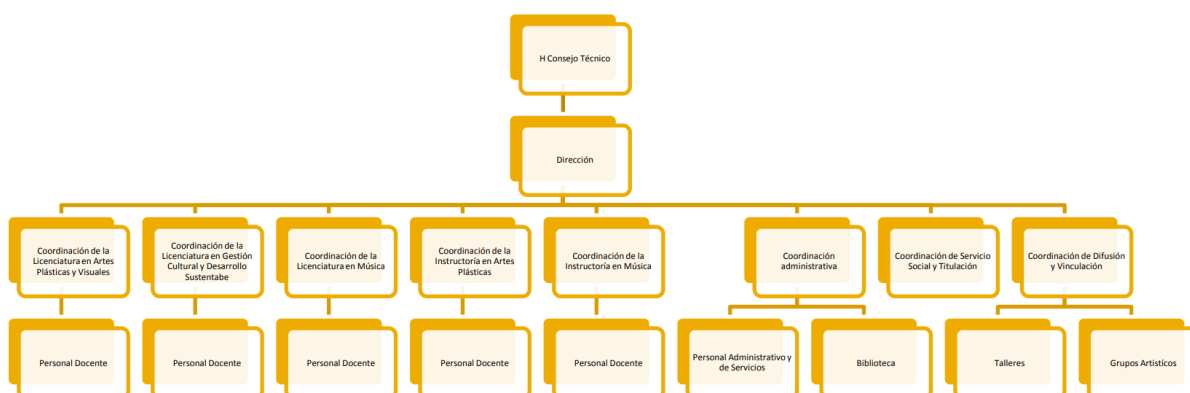 H Consejo Técnico
Dirección
Coordinación de la
Licenciatura en Artes
Plásticas y Visuales
Coordinación de la
Licenciatura en Gestión
Cultural y Desarrollo
Sustentabe
Coordinación de la
Licenciatura en Música
Coordinación de la
Instructoría en Artes
Plásticas
Coordinación de la
Instructoría en Música
Coordinación
administrativa
Coordinación de Servicio
Social y Titulación
Coordinación de Difusión
y Vinculación
Personal Docente
Personal Docente
Personal Docente
Personal Docente
Personal Docente
Personal Administrativo y
de Servicios
Biblioteca
Talleres
Grupos Artistícos